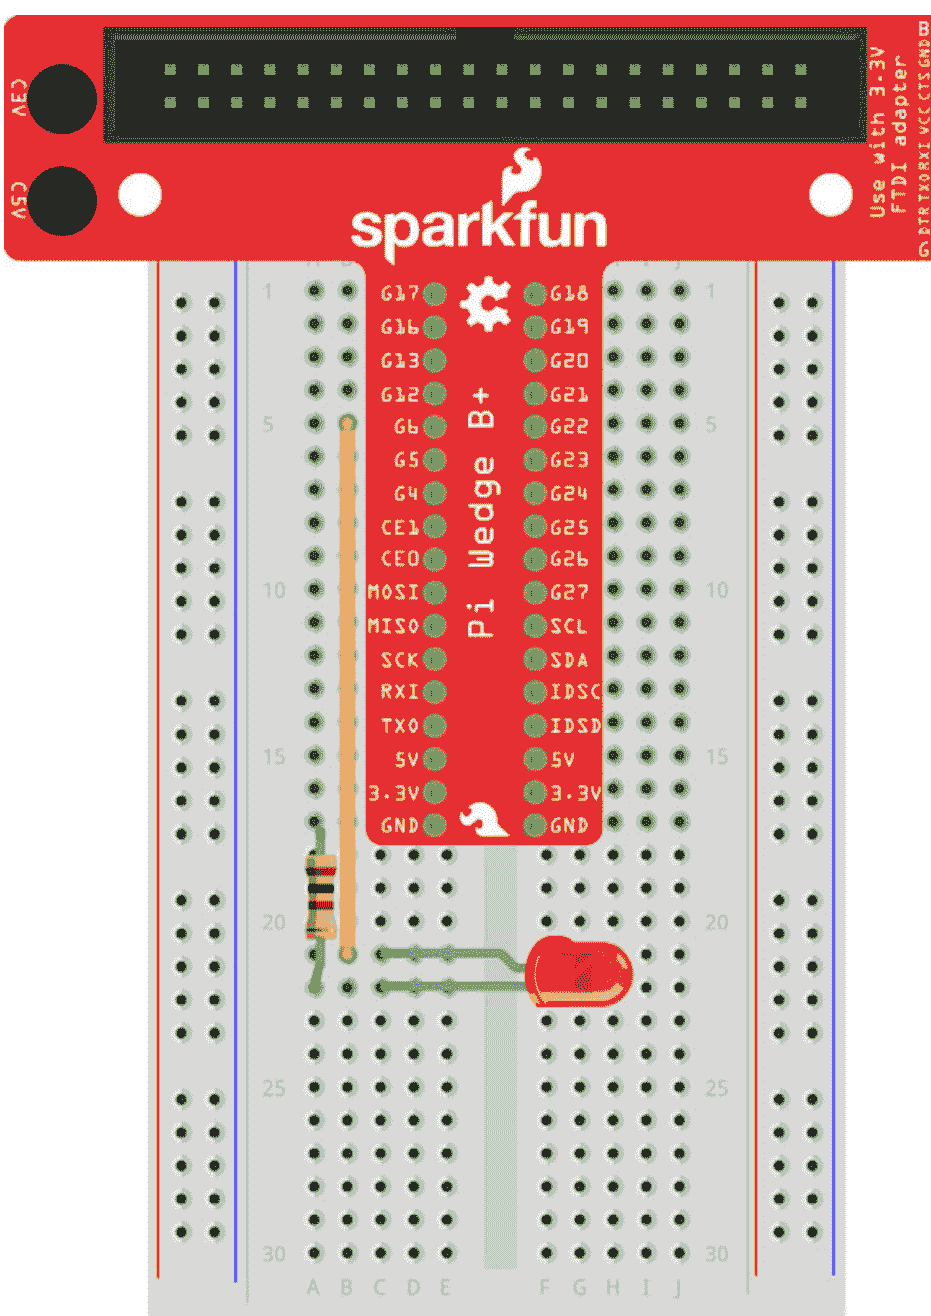 C3V
C5V
Use with 3.3V
FTDI adapter
DTR TXO RXI VCC CTS GND
sparkfun
Pi Wedge B+
1 G17 G18 1
G16 G19
G13 G20
G12 G21
5 G6 G22 5
G5 G23
G4 G24
CE1 G25
CE0 G26
10 MOSI G27 10
MISO SCL
SCK SDA
RXI IDSC
TXO IDSD
15 5V 5V 15
3.3V 3.3V
GND GND
20 20
25 25
30 30
A B C D E F G H I J